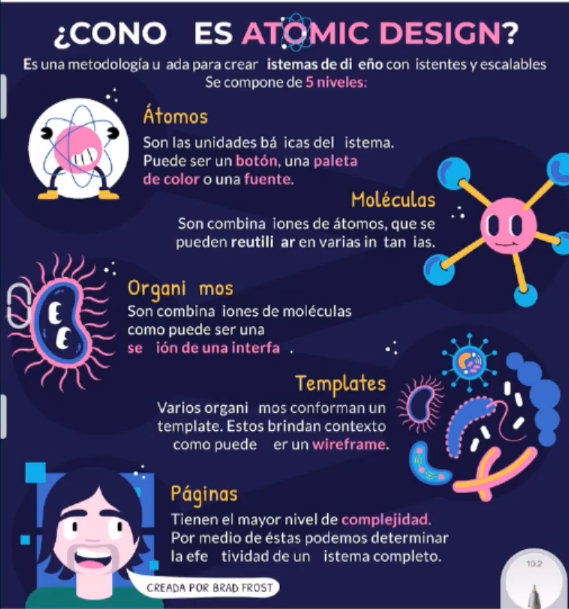 ¿CONO ES ATOMIC DESIGN?
Es una metodología u ada para crear istemas de di eño con istentes y escalables
Se compone de 5 niveles:
Átomos
Son las unidades bá icas del istema.
Puede ser un botón, una paleta
de color o una fuente.
Moléculas
Son combina iones de átomos, que se
pueden reutili ar en varias in tan ias.
Organi mos
Son combina iones de moléculas
como puede ser una
se ión de una interfa .
Templates
Varios organi mos conforman un
template. Estos brindan contexto
como puede er un wireframe.
Páginas
Tienen el mayor nivel de complejidad.
Por medio de éstas podemos determinar
la efe tividad de un istema completo.
CREADA POR BRAD FROST
10.2